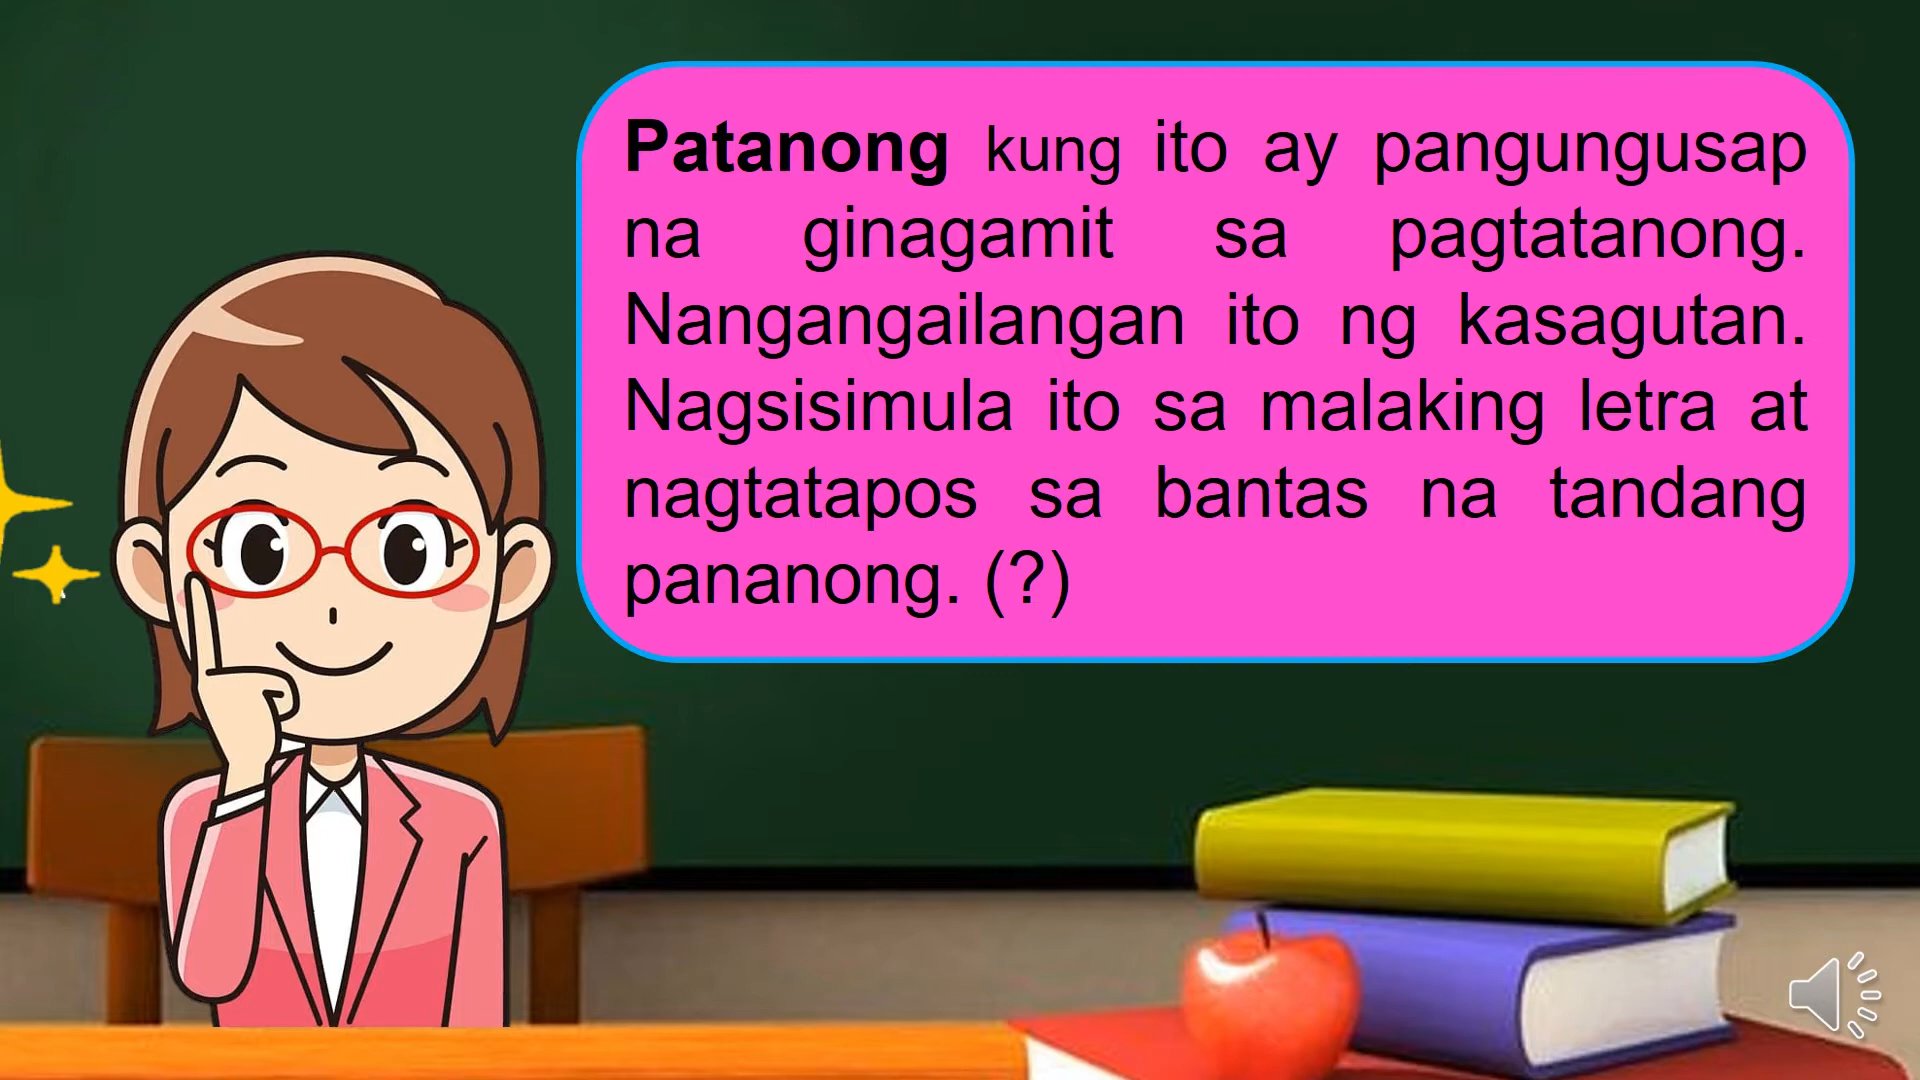 Patanong kung ito ay pangungusap
na ginagamit sa pagtatanong.
Nangangailangan ito ng kasagutan.
Nagsisimula ito sa malaking letra at
nagtatapos sa bantas na tandang
pananong. (?)